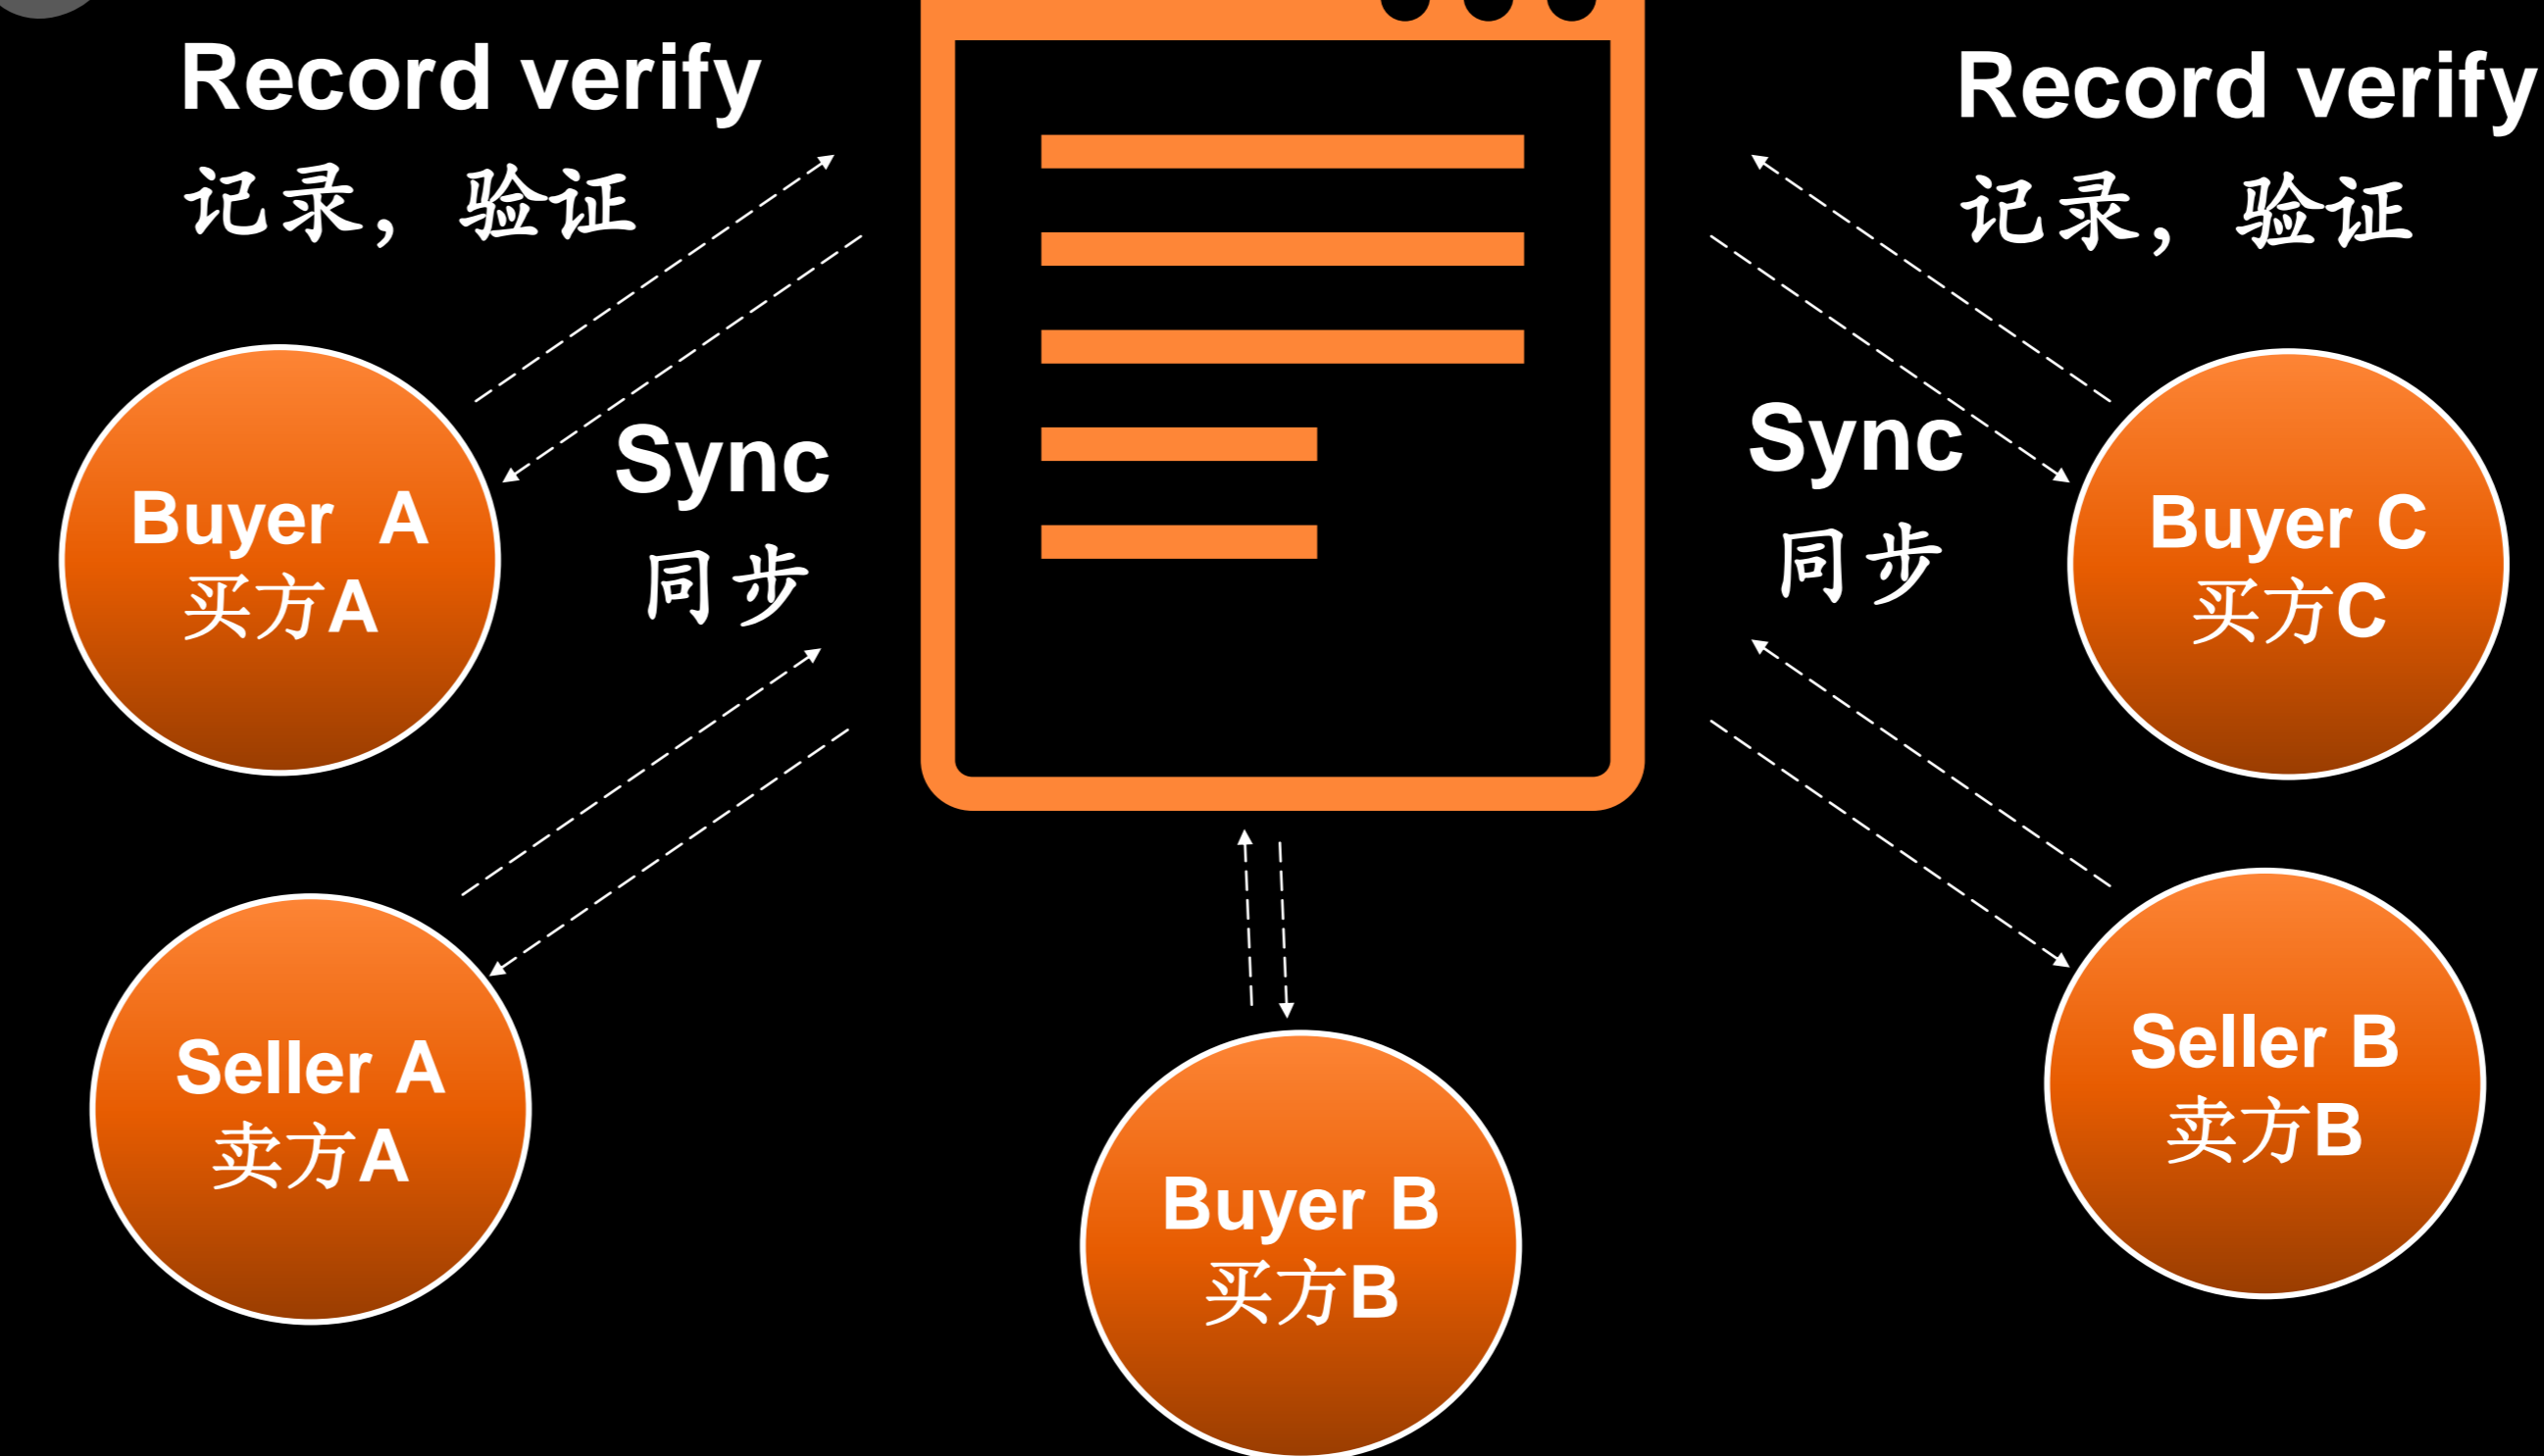 Record verify
记录，验证
Sync
同步
Buyer  A
买方A
Seller A
卖方A
Buyer B
买方B
Record verify
记录，验证
Sync
同步
Buyer C
买方C
Seller B
卖方B